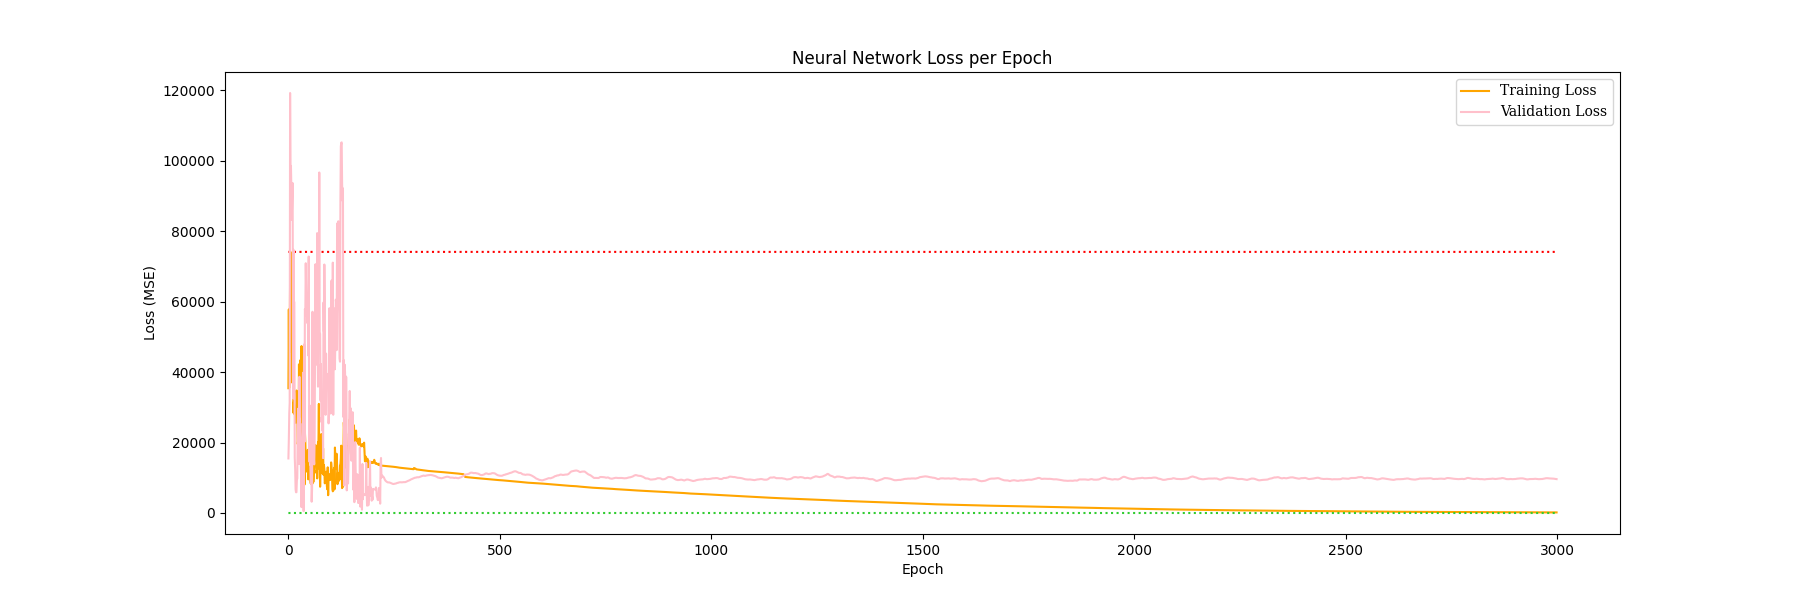 Neural Network Loss per Epoch
120000
100000
80000
60000
40000
20000
0
Loss (MSE)
Training Loss
Validation Loss
0
500
1000
1500
2000
2500
3000
Epoch